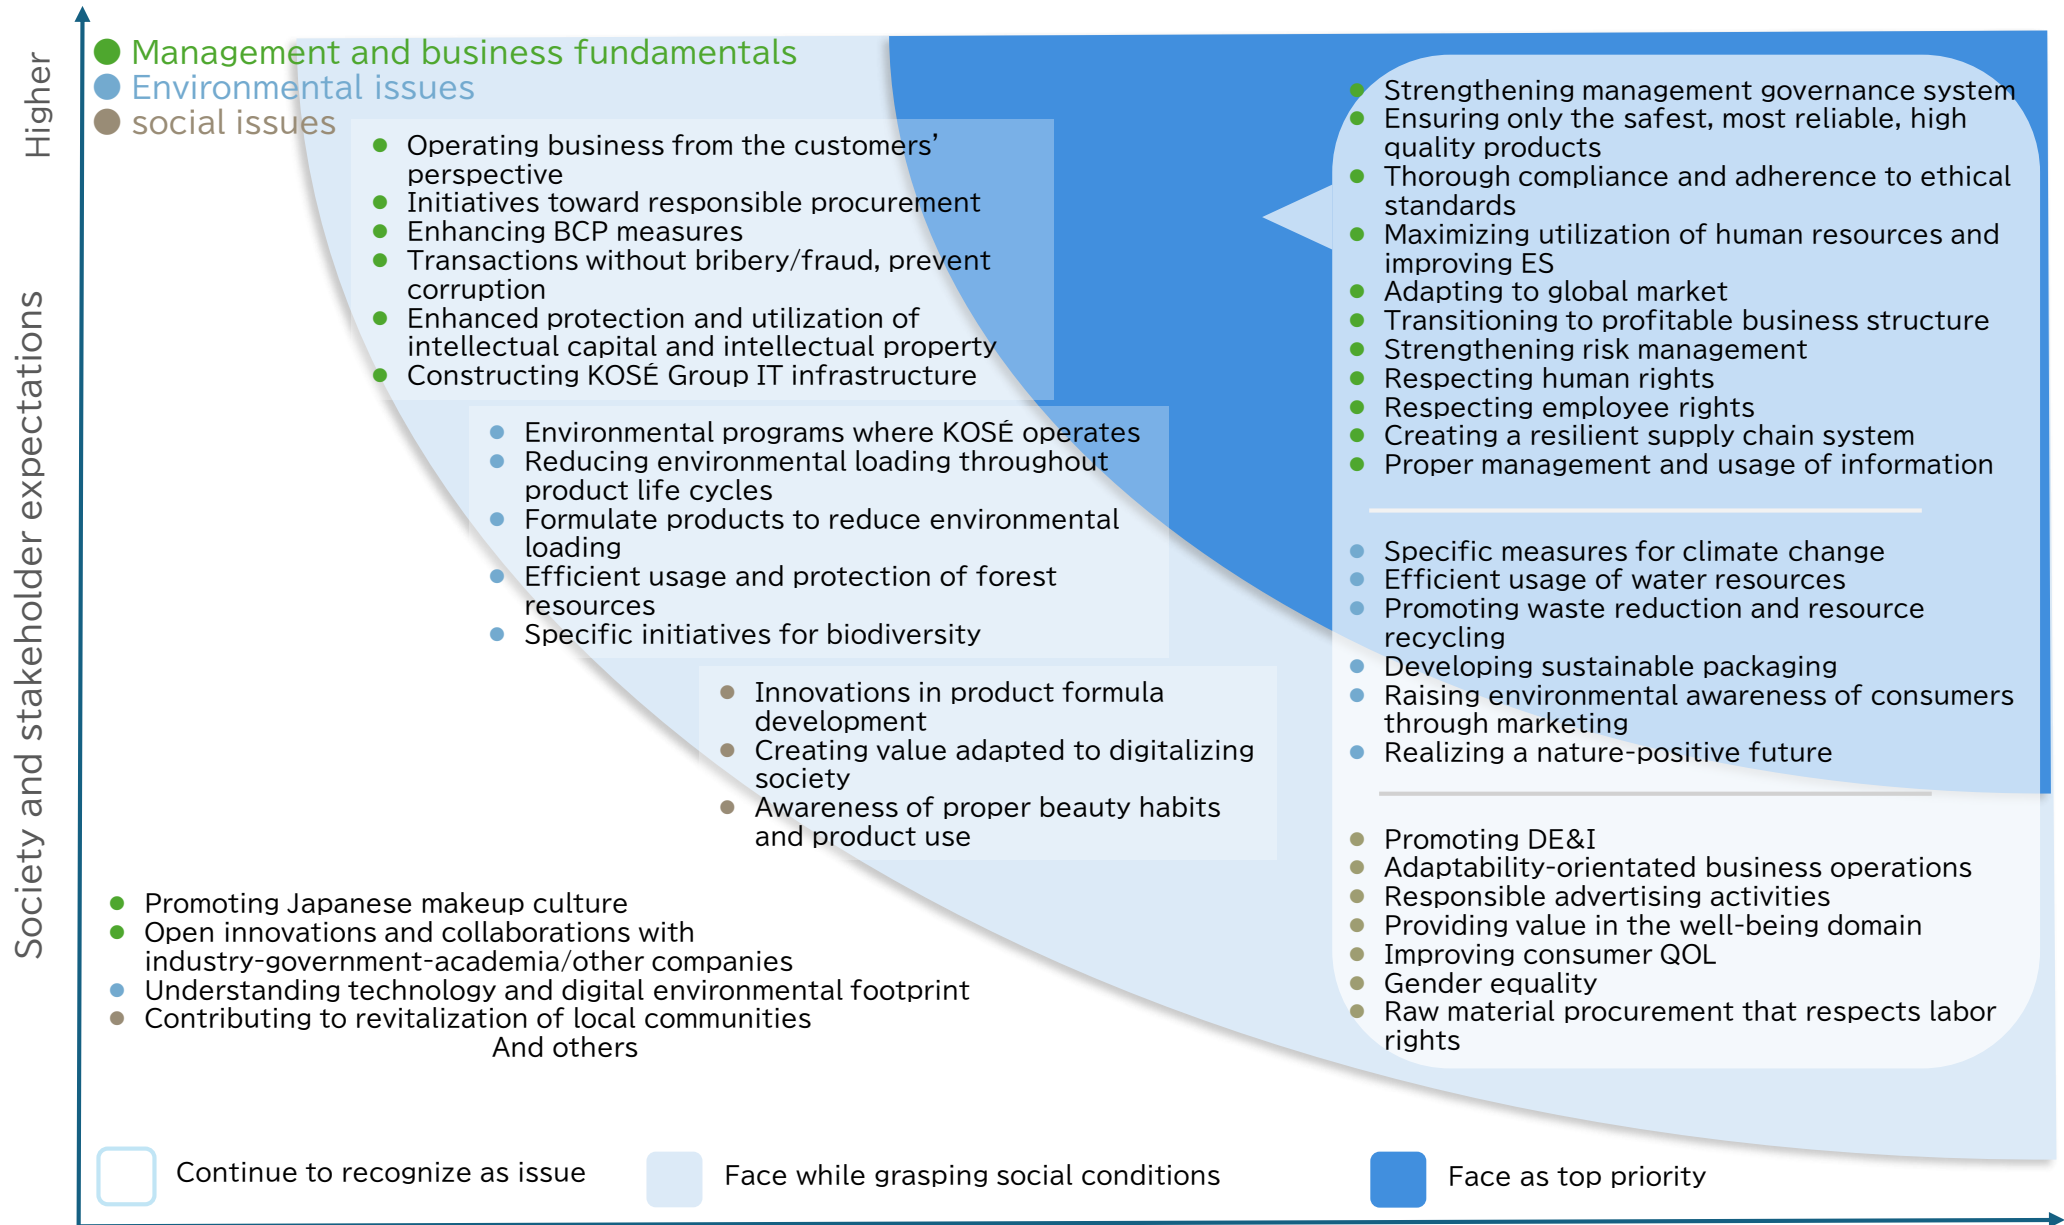 Higher
Society and stakeholder expectations
Management and business fundamentals
Environmental issues
social issues
Operating business from the customers’
perspective
Initiatives toward responsible procurement
Enhancing BCP measures
Transactions without bribery/fraud, prevent
corruption
Enhanced protection and utilization of
intellectual capital and intellectual property
Constructing KOSÉ Group IT infrastructure
Environmental programs where KOSÉ operates
Reducing environmental loading throughout
product life cycles
Formulate products to reduce environmental
loading
Efficient usage and protection of forest
resources
Specific initiatives for biodiversity
Innovations in product formula
development
Creating value adapted to digitalizing
society
Awareness of proper beauty habits
and product use
Strengthening management governance system
Ensuring only the safest, most reliable, high
quality products
Thorough compliance and adherence to ethical
standards
Maximizing utilization of human resources and
improving ES
Adapting to global market
Transitioning to profitable business structure
Strengthening risk management
Respecting human rights
Respecting employee rights
Creating a resilient supply chain system
Proper management and usage of information
Specific measures for climate change
Efficient usage of water resources
Promoting waste reduction and resource
recycling
Developing sustainable packaging
Raising environmental awareness of consumers
through marketing
Realizing a nature-positive future
Promoting DE&I
Adaptability-orientated business operations
Responsible advertising activities
Providing value in the well-being domain
Improving consumer QOL
Gender equality
Raw material procurement that respects labor
rights
Promoting Japanese makeup culture
Open innovations and collaborations with
industry-government-academia/other companies
Understanding technology and digital environmental footprint
Contributing to revitalization of local communities
And others
Continue to recognize as issue
Face while grasping social conditions
Face as top priority